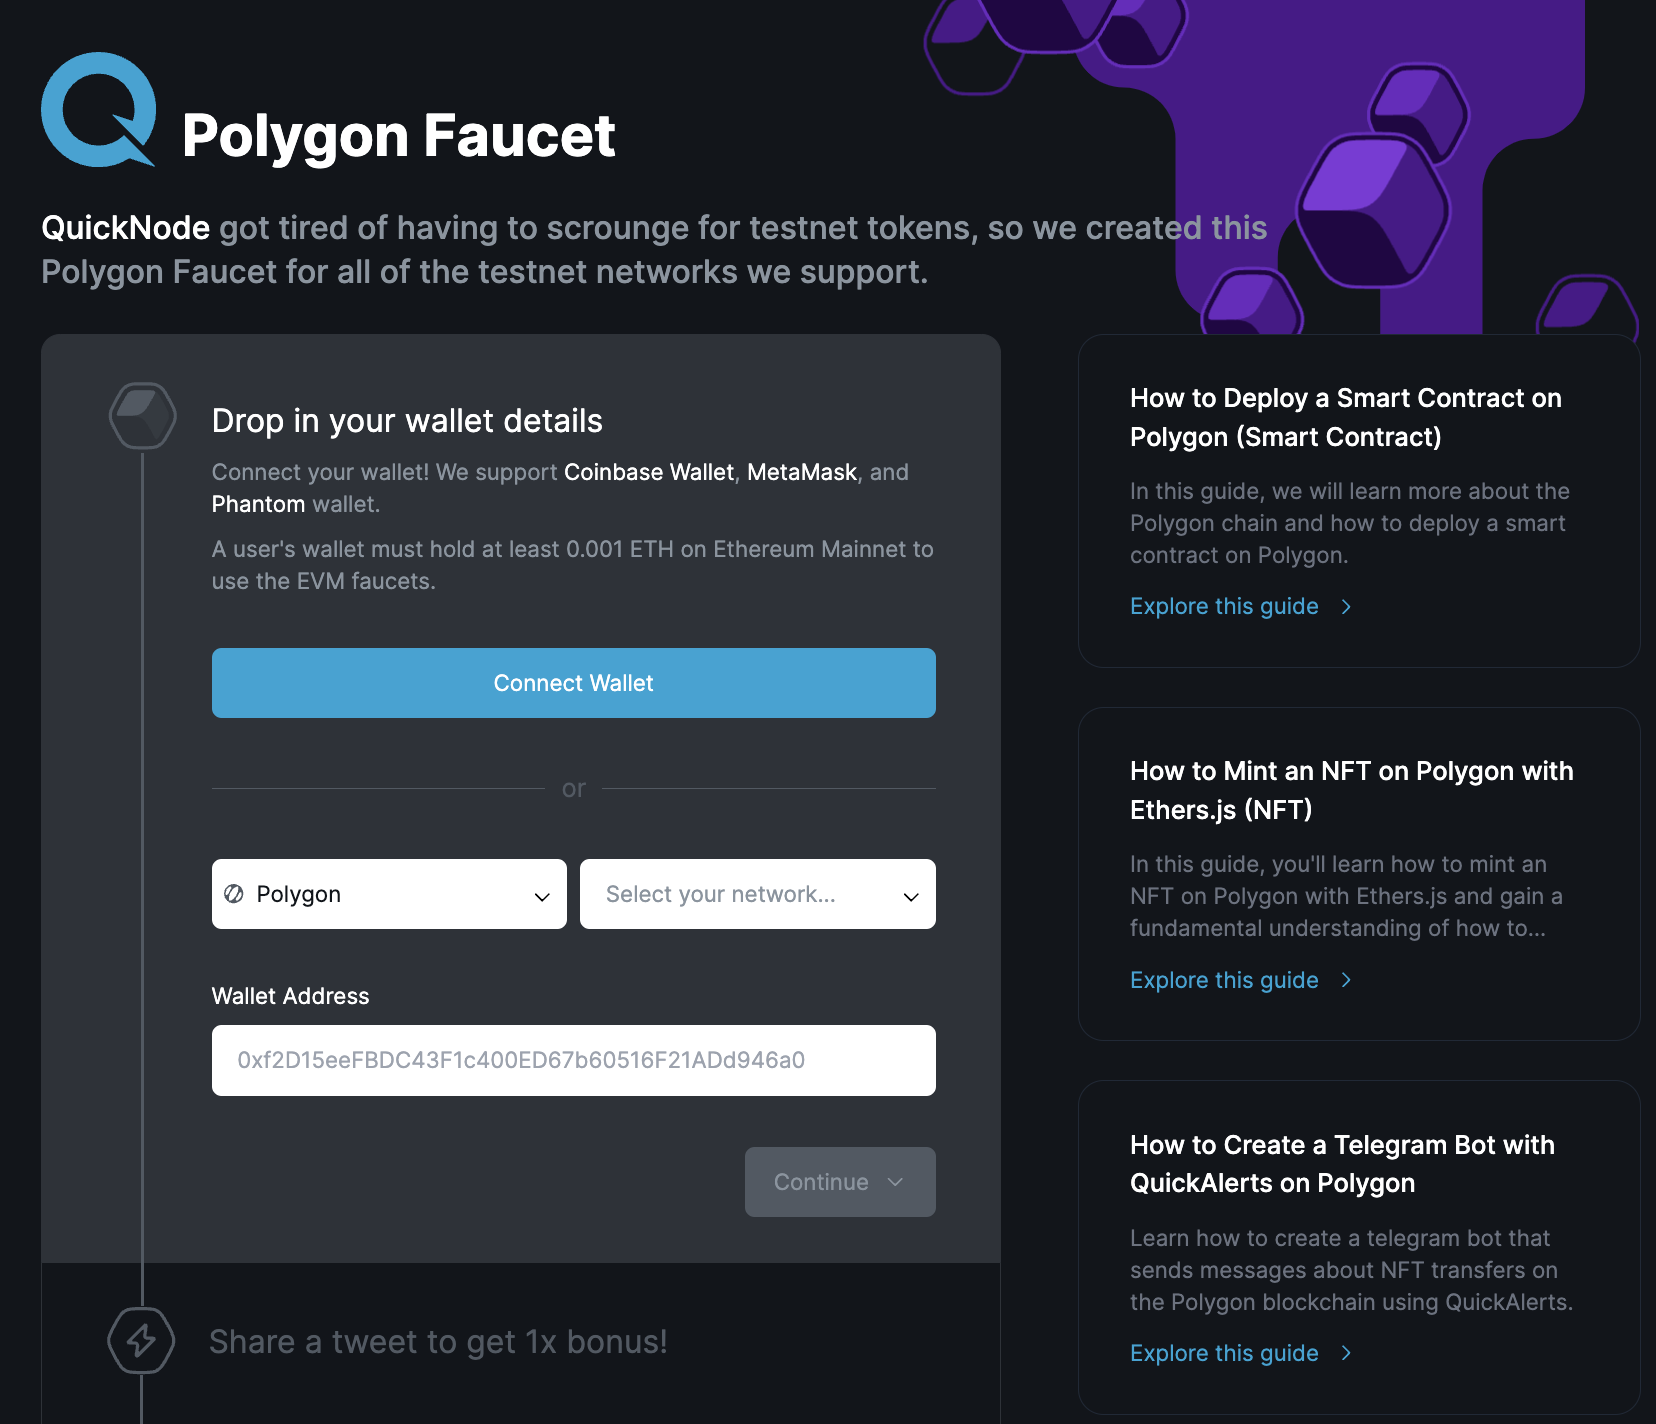 Polygon Faucet
QuickNode got tired of having to scrounge for testnet tokens, so we created this
Polygon Faucet for all of the testnet networks we support.
Drop in your wallet details
Connect your wallet! We support Coinbase Wallet, MetaMask, and
Phantom wallet.
A user's wallet must hold at least 0.001 ETH on Ethereum Mainnet to
use the EVM faucets.
Connect Wallet
or
Polygon
Select your network...
Wallet Address
0xf2D15eeFBDC43F1c400ED67b60516F21ADd946a0
Continue
Share a tweet to get 1x bonus!
How to Deploy a Smart Contract on
Polygon (Smart Contract)
In this guide, we will learn more about the
Polygon chain and how to deploy a smart
contract on Polygon.
Explore this guide
How to Mint an NFT on Polygon with
Ethers.js (NFT)
In this guide, you'll learn how to mint an
NFT on Polygon with Ethers.js and gain a
fundamental understanding of how to...
Explore this guide
How to Create a Telegram Bot with
QuickAlerts on Polygon
Learn how to create a telegram bot that
sends messages about NFT transfers on
the Polygon blockchain using QuickAlerts.
Explore this guide